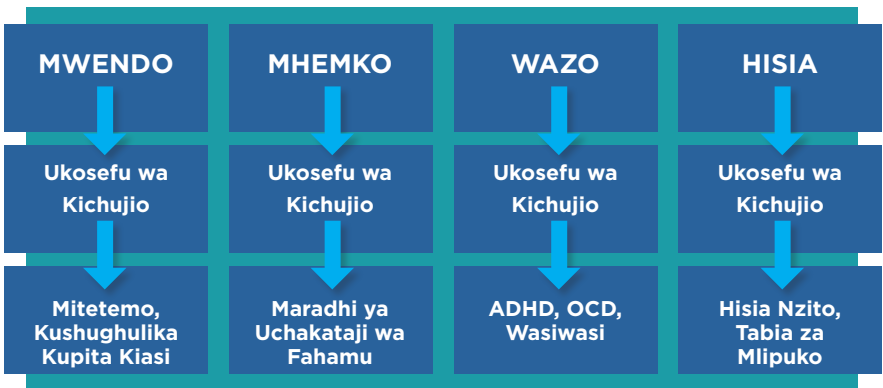 MWENDO
Ukosefu wa
Kichujio
Mitetemo,
Kushughulika
Kupita Kiasi
MHEMKO
Ukosefu wa
Kichujio
Maradhi ya
Uchakataji wa
Fahamu
WAZO
Ukosefu wa
Kichujio
ADHD, OCD,
Wasiwasi
HISIA
Ukosefu wa
Kichujio
Hisia Nzito,
Tabia za
Mlipuko